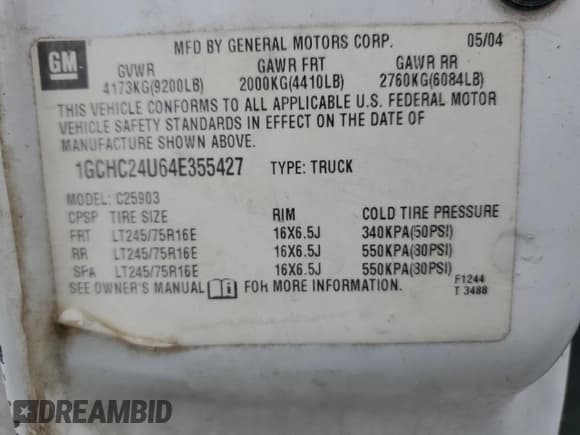 GM
MFD BY GENERAL MOTORS CORP. 05/04
GVWR GAWR FRT GAWR RR
4173KG(9200LB) 2000KG(4410LB) 2760KG(6084LB)
THIS VEHICLE CONFORMS TO ALL APPLICABLE U.S. FEDERAL MOTOR
VEHICLE SAFETY STANDARDS IN EFFECT ON THE DATE OF
MANUFACTURE SHOWN ABOVE.
1GCHC24U64E355427 TYPE: TRUCK
MODEL: C25903
CPSP TIRE SIZE RIM COLD TIRE PRESSURE
FRT LT245/75R16E 16X6.5J 340KPA(50PSI)
RR LT245/75R16E 16X6.5J 550KPA(80PSI)
SPA LT245/75R16E 16X6.5J 550KPA(80PSI)
SEE OWNER'S MANUAL FOR MORE INFORMATION.
F1244
T 3488
DREAMBID